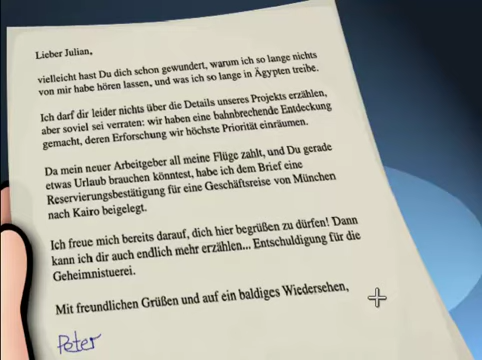 Lieber Julian,
vielleicht hast Du dich schon gewundert, warum ich so lange nichts
von mir habe hören lassen, und was ich so lange in Ägypten treibe.
Ich darf dir leider nichts über die Details unseres Projekts erzählen,
aber soviel sei verraten: wir haben eine bahnbrechende Entdeckung
gemacht, deren Erforschung wir höchste Priorität einräumen.
Da mein neuer Arbeitgeber all meine Flüge zahlt, und Du gerade
etwas Urlaub brauchen könntest, habe ich dem Brief eine
Reservierungsbestätigung für eine Geschäftsreise von München
nach Kairo beigelegt.
Ich freue mich bereits darauf, dich hier begrüßen zu dürfen! Dann
kann ich dir auch endlich mehr erzählen... Entschuldigung für die
Geheimnistuerei.
Mit freundlichen Grüßen und auf ein baldiges Wiedersehen,
Peter